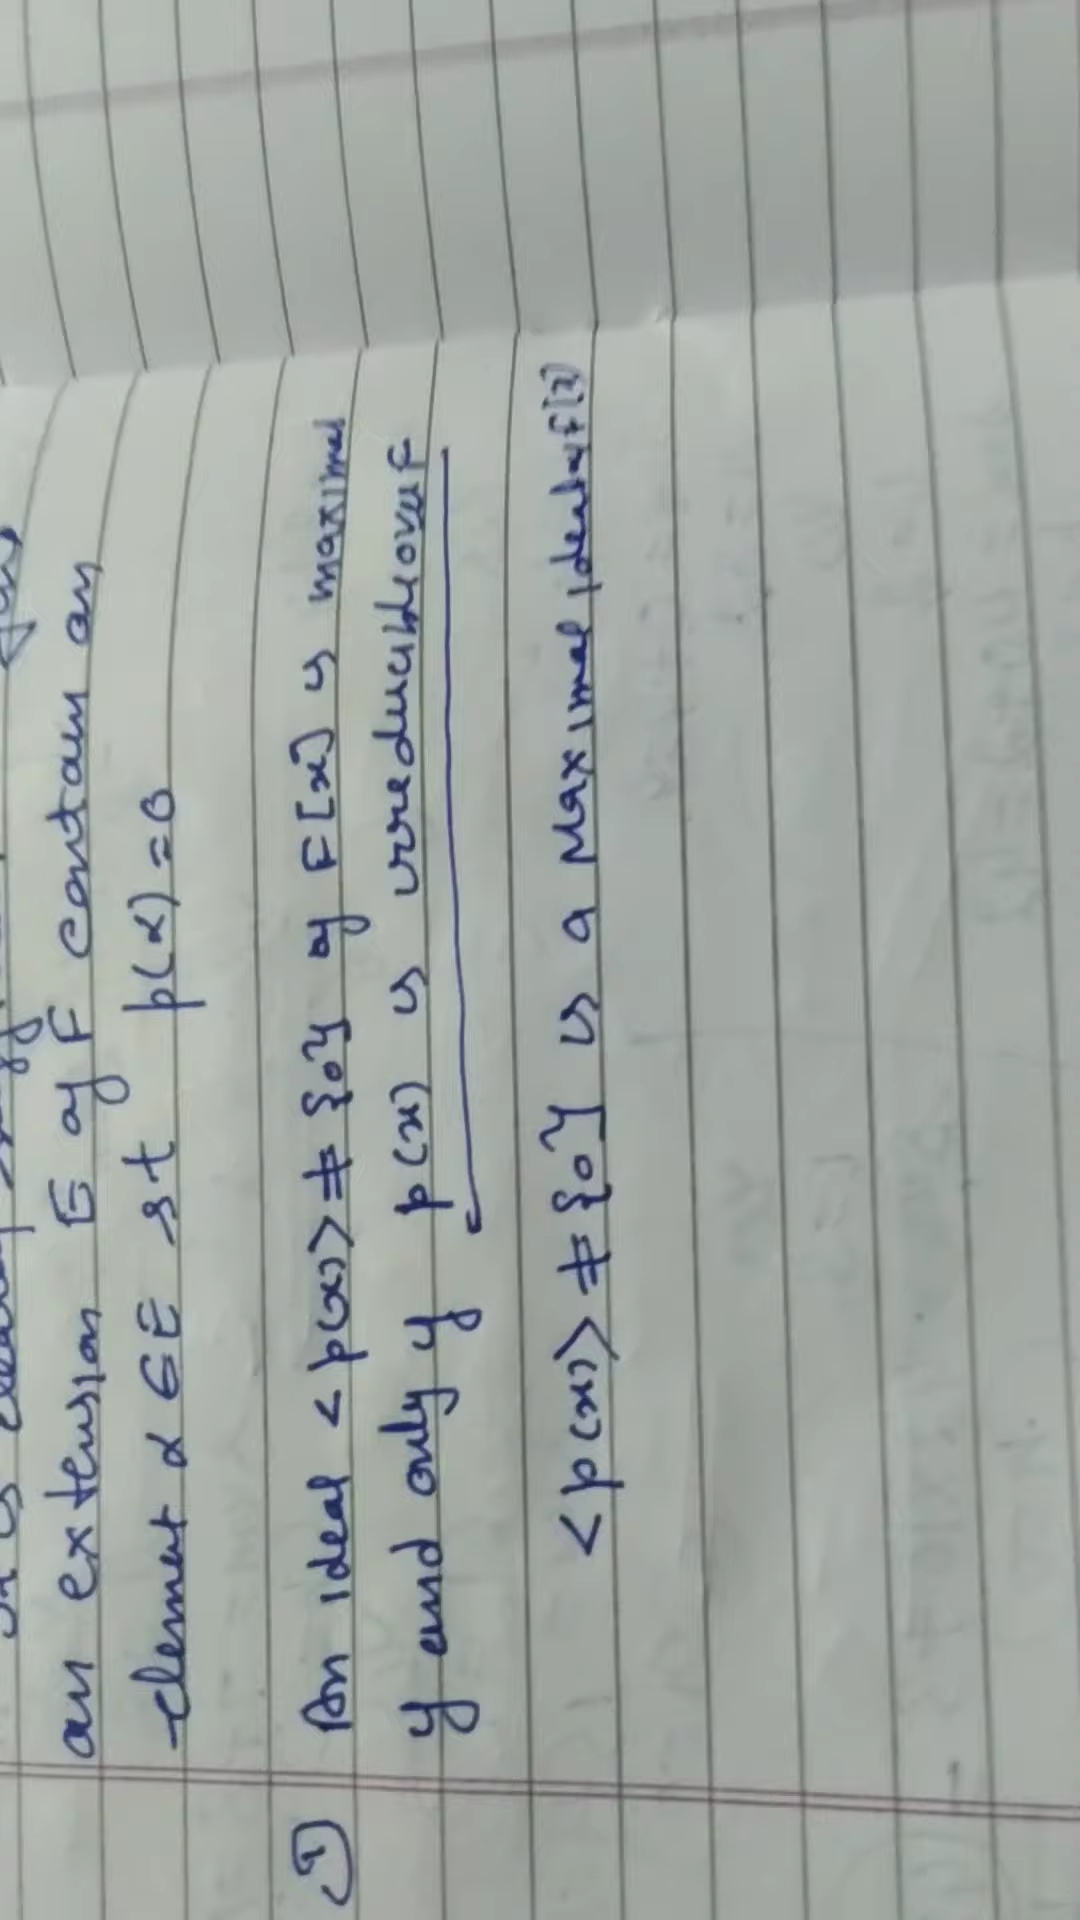 an extension E of F contain an
element α ∈ E st p(α) = 0
An ideal <p(x)> ≠ {0} of F[x] is maximal
if and only if p(x) is irreducible over F
<p(x)> ≠ {0} is a Maximal ideal of F[x]